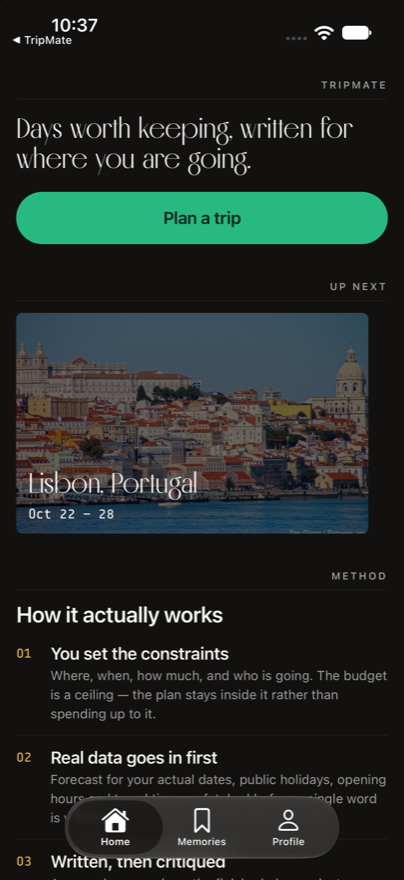 10:37
◀ TripMate
TRIPMATE
Days worth keeping, written for
where you are going.
Plan a trip
UP NEXT
Lisbon, Portugal
Oct 22 – 28
METHOD
How it actually works
01 You set the constraints
Where, when, how much, and who is going. The budget
is a ceiling — the plan stays inside it rather than
spending up to it.
02 Real data goes in first
Forecast for your actual dates, public holidays, opening
hours
single word
is
Home
Memories
Profile
03 Written, then critiqued